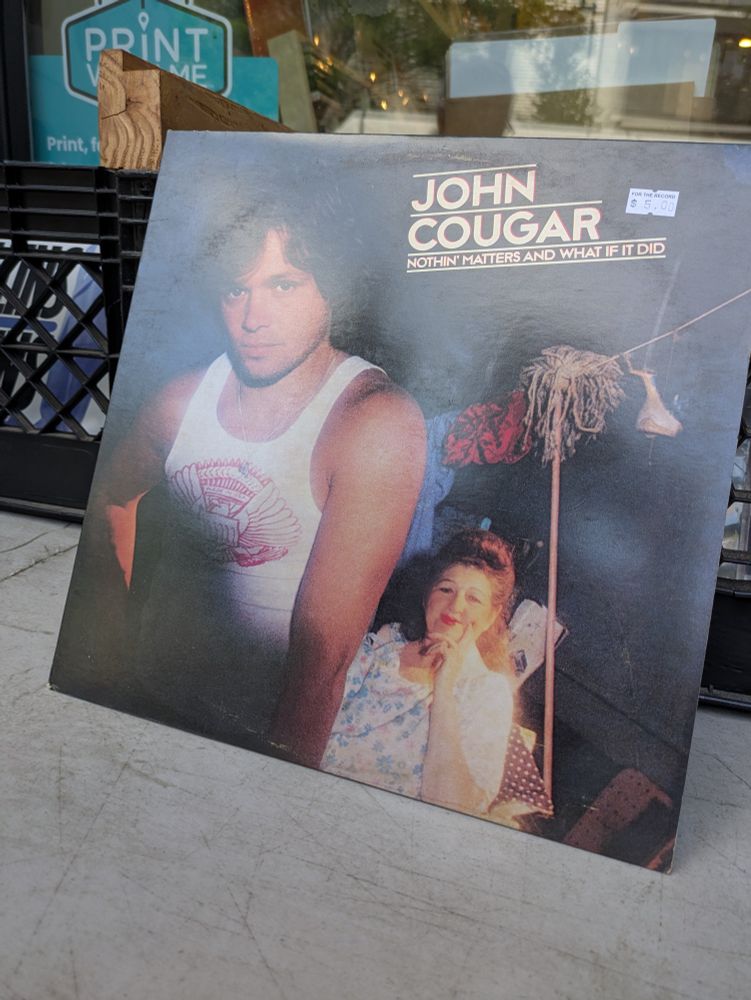 PRINT
Print, f
JOHN
COUGAR
NOTHIN' MATTERS AND WHAT IF IT DID
FOR THE RECORD
$ 5.00